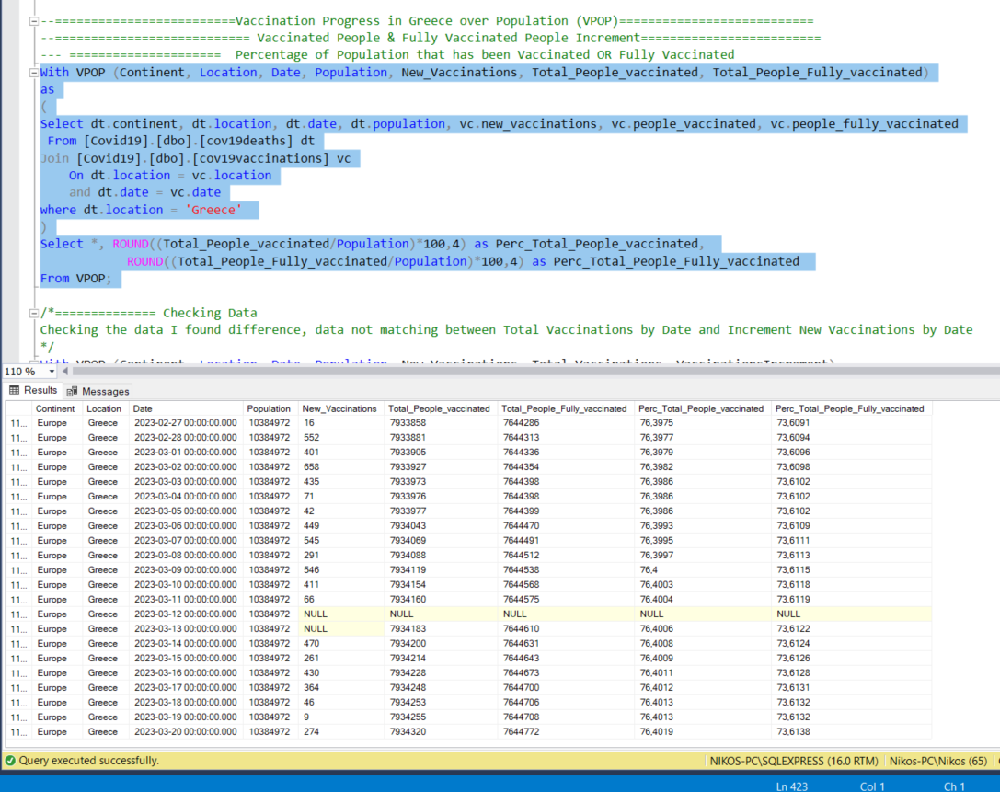 --=========================Vaccination Progress in Greece over Population (VPOP)===========================
--=========================== Vaccinated People & Fully Vaccinated People Increment=========================
--- =====================  Percentage of Population that has been Vaccinated OR Fully Vaccinated
With VPOP (Continent, Location, Date, Population, New_Vaccinations, Total_People_vaccinated, Total_People_Fully_vaccinated)
as
(
Select dt.continent, dt.location, dt.date, dt.population, vc.new_vaccinations, vc.people_vaccinated, vc.people_fully_vaccinated
From [Covid19].[dbo].[cov19deaths] dt
Join [Covid19].[dbo].[cov19vaccinations] vc
On dt.location = vc.location
and dt.date = vc.date
where dt.location = 'Greece'
)
Select *, ROUND((Total_People_vaccinated/Population)*100,4) as Perc_Total_People_vaccinated,
ROUND((Total_People_Fully_vaccinated/Population)*100,4) as Perc_Total_People_Fully_vaccinated
From VPOP;
/*============== Checking Data
Checking the data I found difference, data not matching between Total Vaccinations by Date and Increment New Vaccinations by Date
*/
With VPOP (Continent, Location, Date, Population, New_Vaccinations, Total_Vaccinations, VaccinationsIncrement)
110 %
Results Messages
Continent Location Date Population New_Vaccinations Total_People_vaccinated Total_People_Fully_vaccinated Perc_Total_People_vaccinated Perc_Total_People_Fully_vaccinated
11... Europe Greece 2023-02-27 00:00:00.000 10384972 16 7933858 7644286 76,3975 73,6091
11... Europe Greece 2023-02-28 00:00:00.000 10384972 552 7933881 7644313 76,3977 73,6094
11... Europe Greece 2023-03-01 00:00:00.000 10384972 401 7933905 7644336 76,3979 73,6096
11... Europe Greece 2023-03-02 00:00:00.000 10384972 658 7933927 7644354 76,3982 73,6098
11... Europe Greece 2023-03-03 00:00:00.000 10384972 435 7933973 7644398 76,3986 73,6102
11... Europe Greece 2023-03-04 00:00:00.000 10384972 71 7933976 7644398 76,3986 73,6102
11... Europe Greece 2023-03-05 00:00:00.000 10384972 42 7933977 7644399 76,3986 73,6102
11... Europe Greece 2023-03-06 00:00:00.000 10384972 449 7934043 7644470 76,3993 73,6109
11... Europe Greece 2023-03-07 00:00:00.000 10384972 545 7934069 7644491 76,3995 73,6111
11... Europe Greece 2023-03-08 00:00:00.000 10384972 291 7934088 7644512 76,3997 73,6113
11... Europe Greece 2023-03-09 00:00:00.000 10384972 546 7934119 7644538 76,4 73,6115
11... Europe Greece 2023-03-10 00:00:00.000 10384972 411 7934154 7644568 76,4003 73,6118
11... Europe Greece 2023-03-11 00:00:00.000 10384972 66 7934160 7644575 76,4004 73,6119
11... Europe Greece 2023-03-12 00:00:00.000 10384972 NULL NULL NULL NULL NULL
11... Europe Greece 2023-03-13 00:00:00.000 10384972 NULL 7934183 7644610 76,4006 73,6122
11... Europe Greece 2023-03-14 00:00:00.000 10384972 470 7934200 7644631 76,4008 73,6124
11... Europe Greece 2023-03-15 00:00:00.000 10384972 261 7934214 7644643 76,4009 73,6126
11... Europe Greece 2023-03-16 00:00:00.000 10384972 430 7934228 7644673 76,4011 73,6128
11... Europe Greece 2023-03-17 00:00:00.000 10384972 364 7934248 7644700 76,4012 73,6131
11... Europe Greece 2023-03-18 00:00:00.000 10384972 46 7934253 7644706 76,4013 73,6132
11... Europe Greece 2023-03-19 00:00:00.000 10384972 9 7934255 7644708 76,4013 73,6132
11... Europe Greece 2023-03-20 00:00:00.000 10384972 274 7934320 7644772 76,4019 73,6138
Query executed successfully. NIKOS-PC\SQLEXPRESS (16.0 RTM) Nikos-PC\Nikos (65)
Ln 423 Col 1 Ch 1